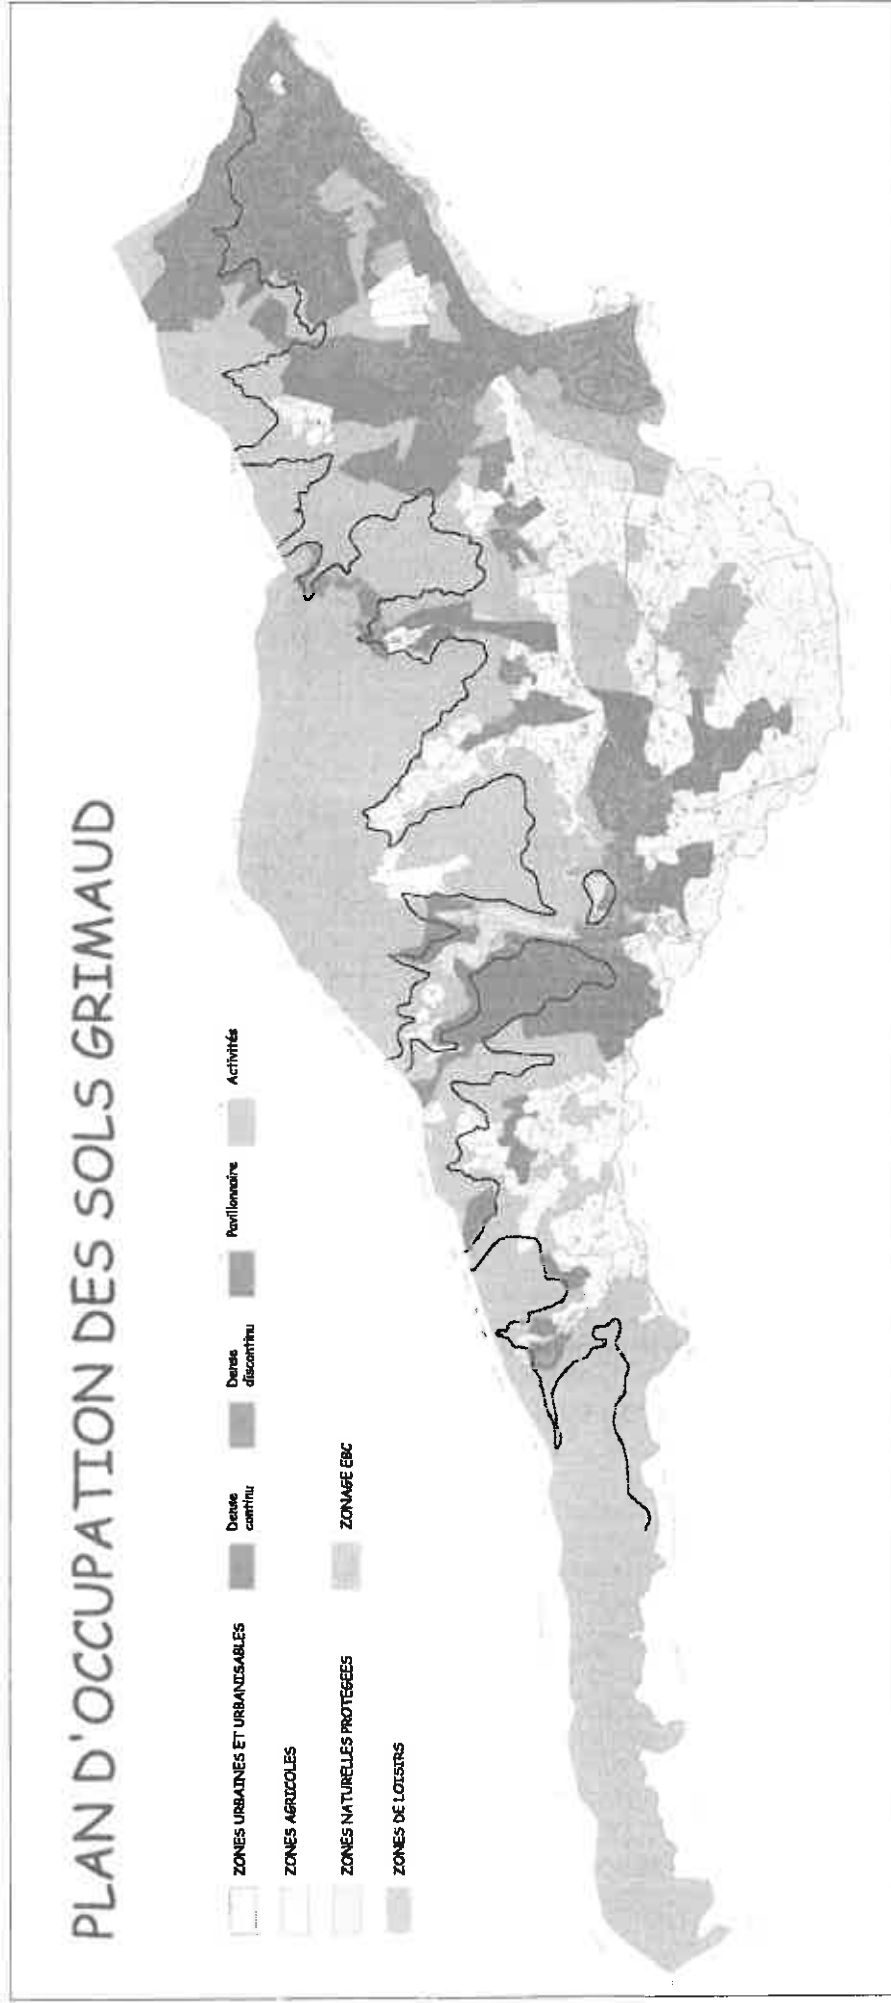 PLAN D'OCCUPATION DES SOLS GRIMAUD
ZONES URBAINES ET URBANISABLES
Dense
continu
Dense
discontinu
Pavillonnaire
Activités
ZONES AGRICOLES
ZONES NATURELLES PROTEGEES
ZONAGE EBC
ZONES DE LOISIRS